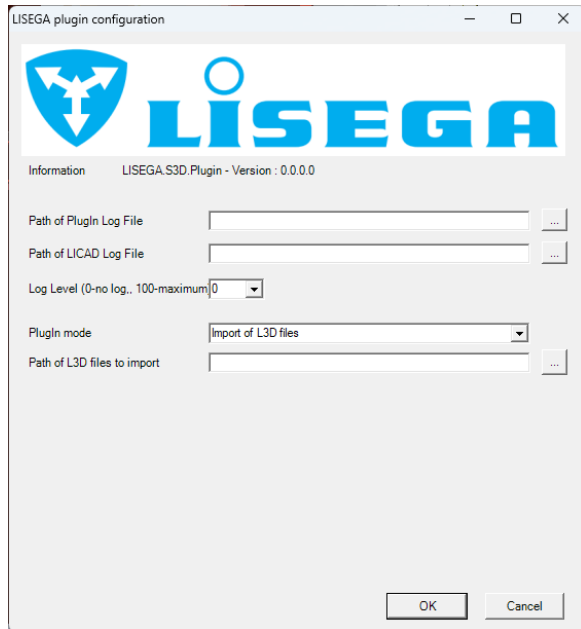 LISEGA plugin configuration
LISEGA
Information LISEGA.S3D.Plugin - Version : 0.0.0.0
Path of PlugIn Log File ...
Path of LICAD Log File ...
Log Level (0-no log,, 100-maximum) 0
PlugIn mode Import of L3D files
Path of L3D files to import ...
OK Cancel